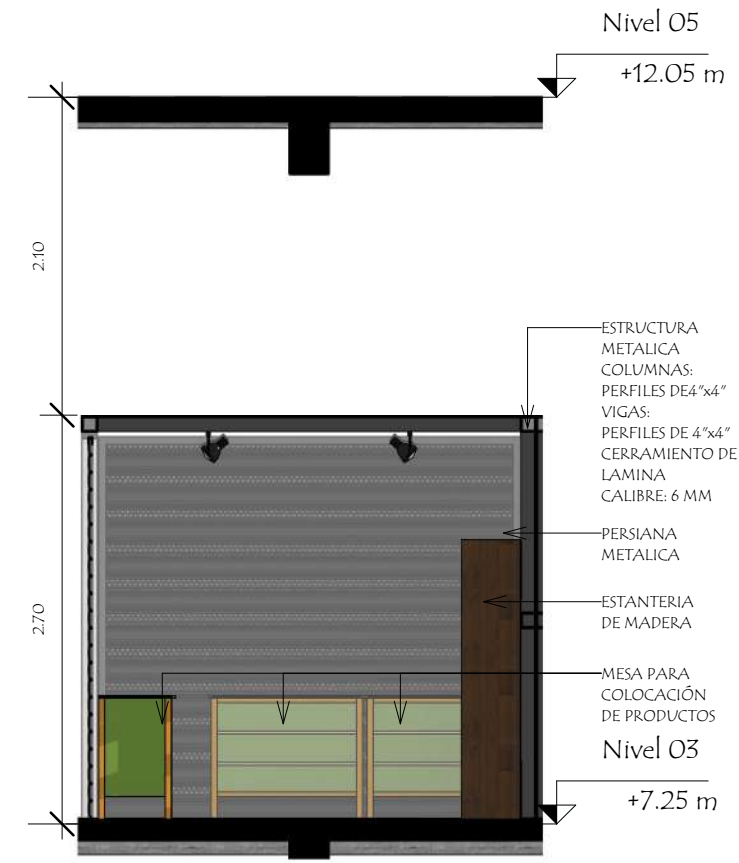 Nivel 05
+12.05 m
2.10
ESTRUCTURA
METALICA
COLUMNAS:
PERFILES DE4"x4"
VIGAS:
PERFILES DE 4"x4"
CERRAMIENTO DE
LAMINA
CALIBRE: 6 MM
PERSIANA
METALICA
2.70
ESTANTERIA
DE MADERA
MESA PARA
COLOCACIÓN
DE PRODUCTOS
Nivel 03
+7.25 m